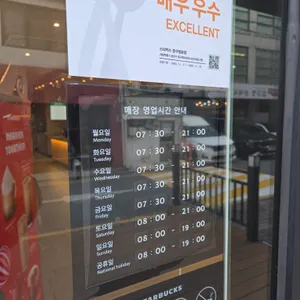 매우우수
EXCELLENT
매장 영업시간 안내
월요일
Monday
07 : 30 - 21 : 00
화요일
Tuesday
07 : 30 - 21 : 00
수요일
Wednesday
07 : 30 - 21 : 00
목요일
Thursday
07 : 30 - 21 : 00
금요일
Friday
07 : 30 - 21 : 00
토요일
Saturday
08 : 00 - 19 : 00
일요일
Sunday
08 : 00 - 19 : 00
공휴일
National holiday
08 : 00 - 19 : 00
STARBUCKS